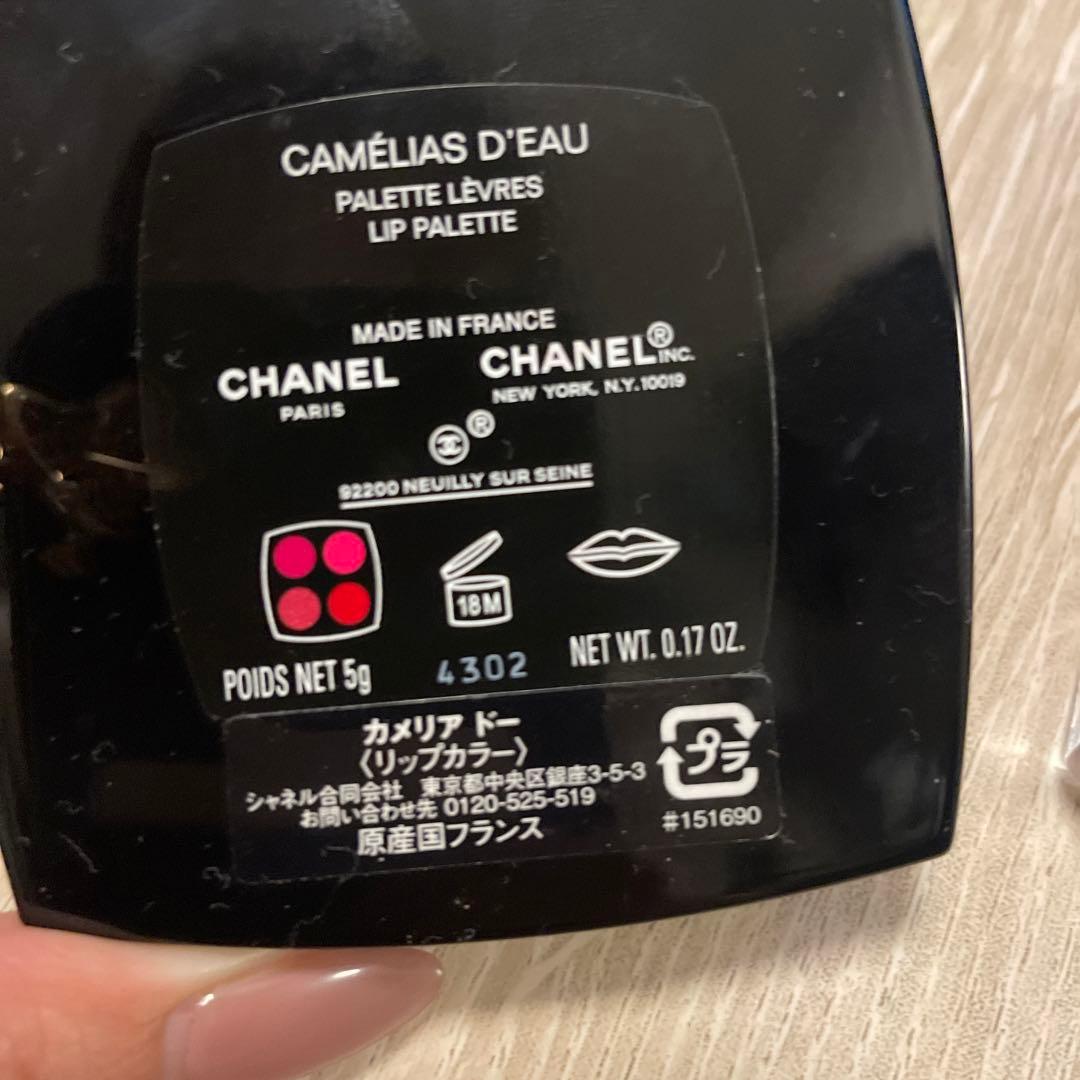 CAMÉLIAS D'EAU
PALETTE LÈVRES
LIP PALETTE
MADE IN FRANCE
CHANEL
PARIS
CHANEL® INC.
NEW YORK, N.Y. 10019
®
92200 NEUILLY SUR SEINE
18M
POIDS NET 5g
4302
NET WT. 0.17 OZ.
カメリア ドー
〈リップカラー〉
シャネル合同会社 東京都中央区銀座3-5-3
お問い合わせ先 0120-525-519
原産国フランス
プラ
#151690